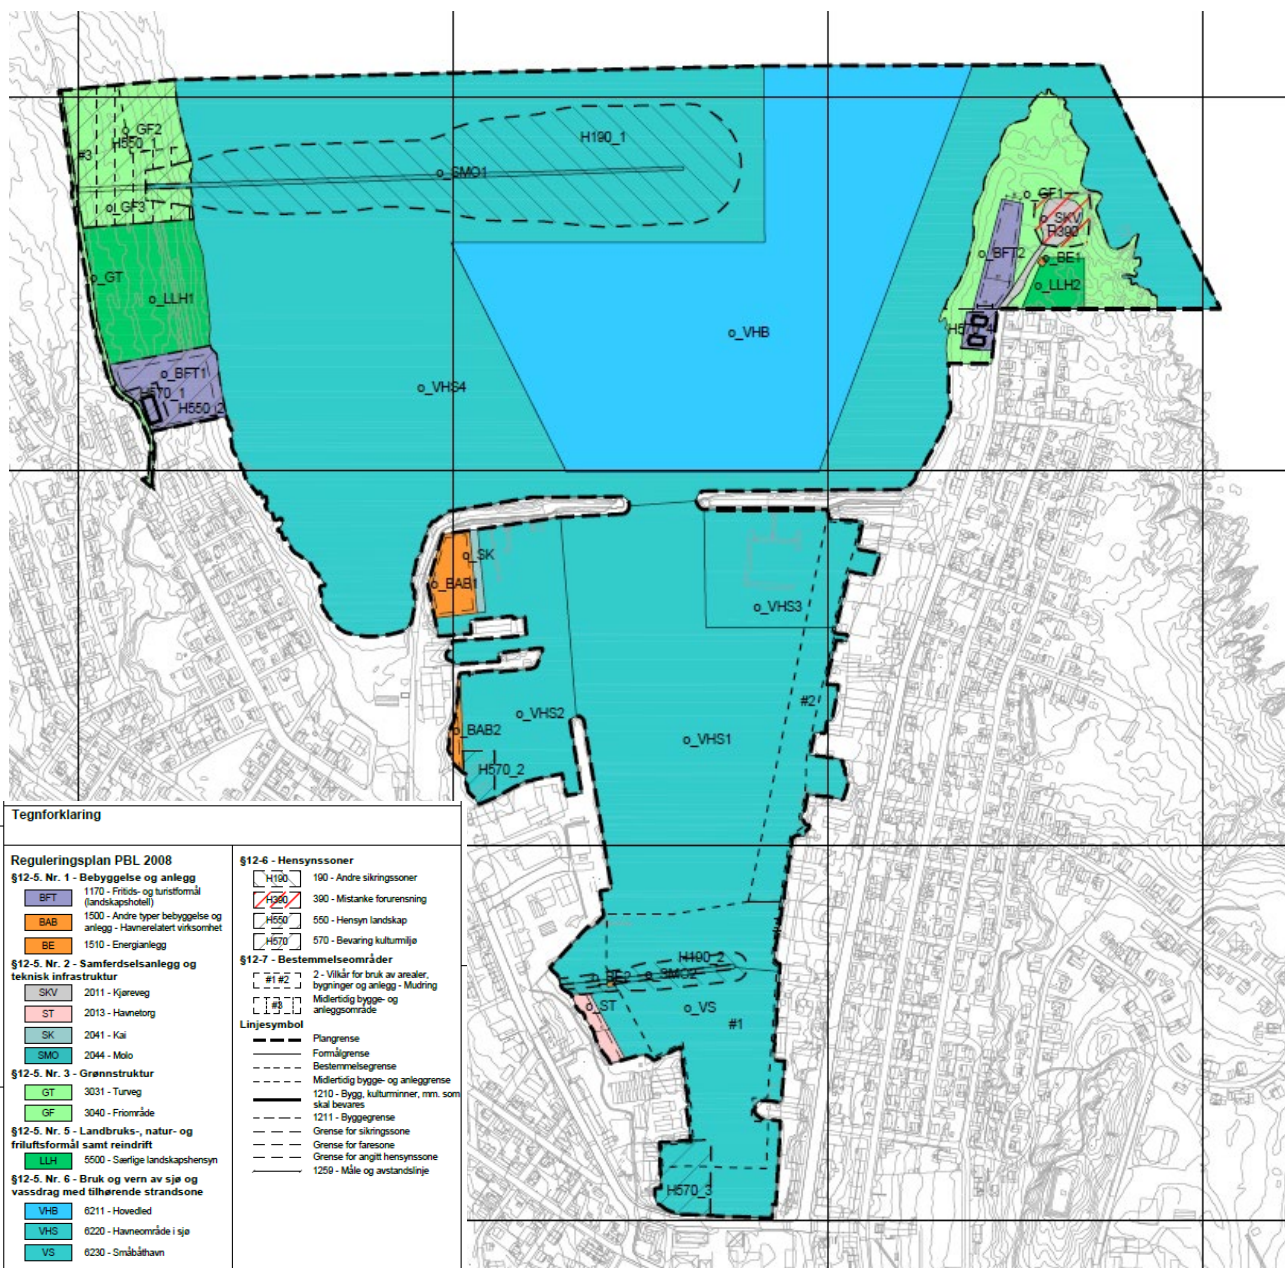 o_GF2
H550_1
#3
H190_1
o_SMO1
o_GF3
o_GF1
o_SKV
H390
o_BFT2
o_BE1
o_GT
o_LLH1
o_LLH2
o_VHB
H570_4
o_BFT1
H570_1
H550_2
o_VHS4
o_SK
o_BAB1
o_VHS3
#2
o_VHS2
o_BAB2
o_VHS1
H570_2
H190_2
o_BE2
o_SMO2
o_ST
o_VS
#1
H570_3
Tegnforklaring
Reguleringsplan PBL 2008
§12-5. Nr. 1 - Bebyggelse og anlegg
BFT 1170 - Fritids- og turistformål
(landskapshotell)
BAB 1500 - Andre typer bebyggelse og
anlegg - Havnerelatert virksomhet
BE 1510 - Energianlegg
§12-5. Nr. 2 - Samferdselsanlegg og
teknisk infrastruktur
SKV 2011 - Kjøreveg
ST 2013 - Havnetorg
SK 2041 - Kai
SMO 2044 - Molo
§12-5. Nr. 3 - Grønnstruktur
GT 3031 - Turveg
GF 3040 - Friområde
§12-5. Nr. 5 - Landbruks-, natur- og
friluftsformål samt reindrift
LLH 5500 - Særlige landskapshensyn
§12-5. Nr. 6 - Bruk og vern av sjø og
vassdrag med tilhørende strandsone
VHB 6211 - Hovedled
VHS 6220 - Havneområde i sjø
VS 6230 - Småbåthavn
§12-6 - Hensynssoner
H190 190 - Andre sikringssoner
H390 390 - Mistanke forurensning
H550 550 - Hensyn landskap
H570 570 - Bevaring kulturmiljø
§12-7 - Bestemmelseområder
#1 #2 2 - Vilkår for bruk av arealer,
bygninger og anlegg - Mudring
#3 Midlertidig bygge- og
anleggsområde
Linjesymbol
Plangrense
Formålgrense
Bestemmelsegrense
Midlertidig bygge- og anleggrense
1210 - Bygg, kulturminner, mm. som
skal bevares
1211 - Byggegrense
Grense for sikringssone
Grense for faresone
Grense for angitt hensynssone
1259 - Måle og avstandslinje